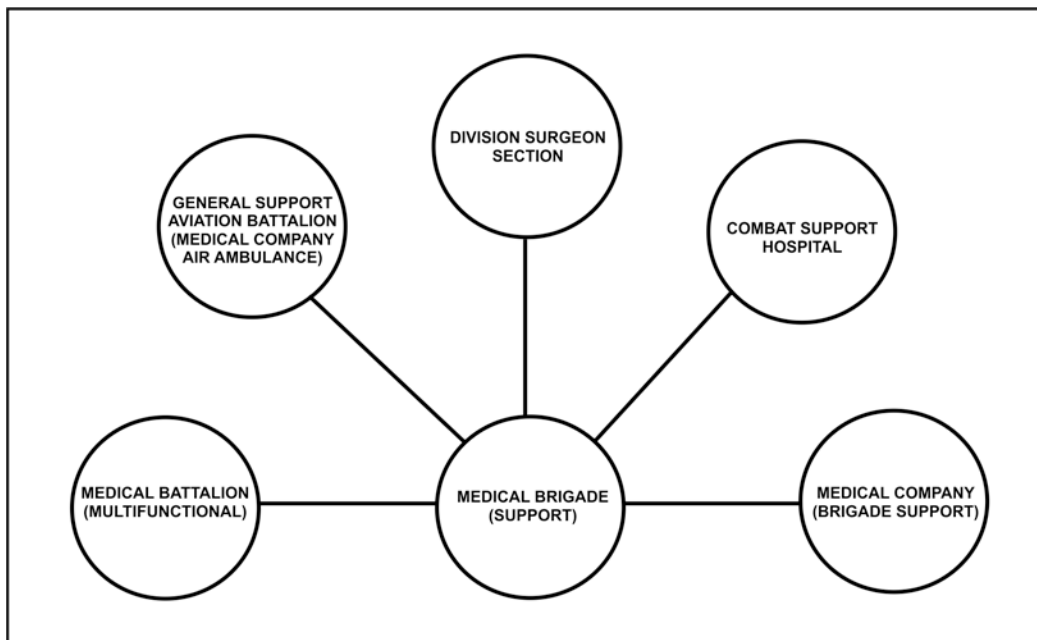 DIVISION SURGEON
SECTION
GENERAL SUPPORT
AVIATION BATTALION
(MEDICAL COMPANY
AIR AMBULANCE)
COMBAT SUPPORT
HOSPITAL
MEDICAL BATTALION
(MULTIFUNCTIONAL)
MEDICAL BRIGADE
(SUPPORT)
MEDICAL COMPANY
(BRIGADE SUPPORT)